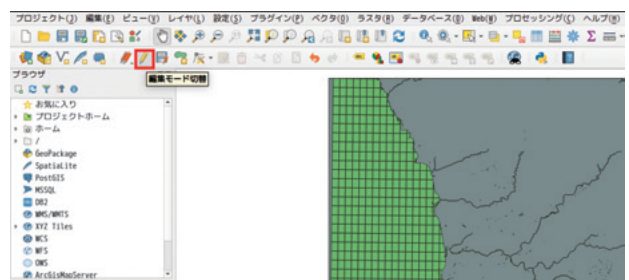 プロジェクト(J) 編集(E) ビュー(V) レイヤ(L) 設定(S) プラグイン(P) ベクタ(O) ラスタ(R) データベース(D) Web(W) プロセッシング(C) ヘルプ(H)
編集モード切替
ブラウザ
お気に入り
プロジェクトホーム
ホーム
/
GeoPackage
SpatiaLite
PostGIS
MSSQL
DB2
WMS/WMTS
XYZ Tiles
WCS
WFS
OWS
ArcGisMapServer